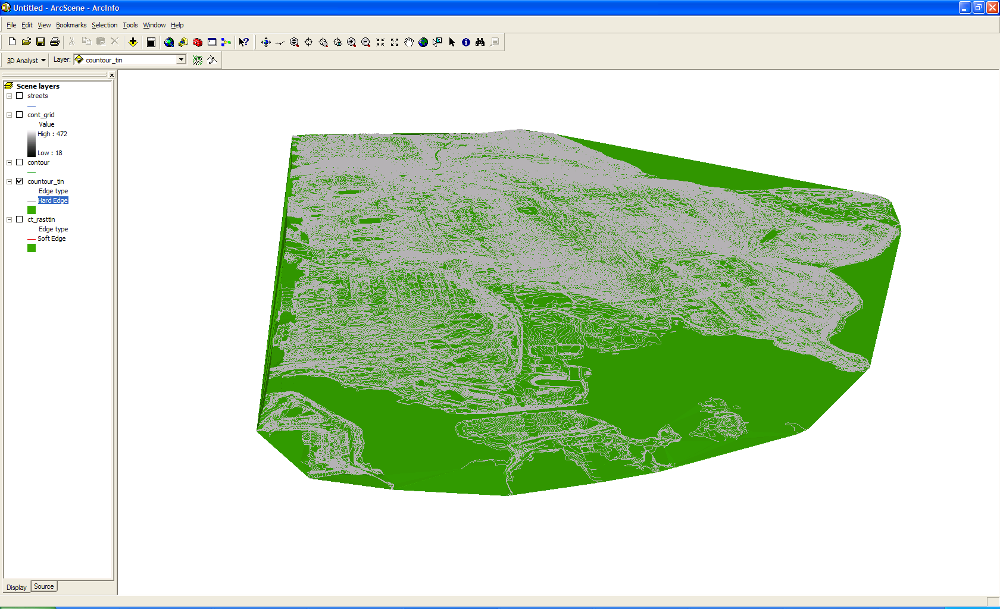 Untitled - ArcScene - ArcInfo
File Edit View Bookmarks Selection Tools Window Help
3D Analyst Layer: countour_tin
Scene layers
streets
cont_grid
Value
High : 472
Low : 18
contour
countour_tin
Edge type
Hard Edge
ct_rasttin
Edge type
Soft Edge
Display Source